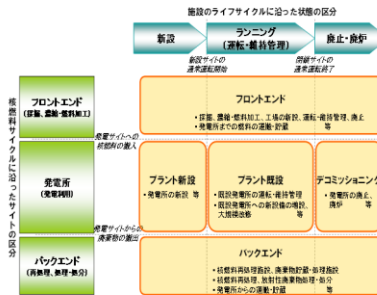 施設のライフサイクルに沿った状態の区分
新設
ランニング
(運転・維持管理)
廃止・廃炉
新設サイトの
通常運転開始
閉鎖サイトの
通常運転終了
核燃料サイクルに沿ったサイトの区分
フロントエンド
(採掘、濃縮・燃料加工)
フロントエンド
・採掘、濃縮・燃料加工、工場の新設、運転・維持管理、廃止
・発電所までの燃料の運動・貯蔵 等
発電サイトへの
核燃料の搬入
発電所
(発電利用)
プラント新設
・発電所の新設 等
プラント既設
・既設発電所の運転・維持管理
・既設発電所への新設備の増設、
大規模改修 等
デコミッショニング
・発電所の廃止、
廃炉 等
発電サイトからの
廃棄物の搬出
バックエンド
(再処理、処理・処分)
バックエンド
・核燃料再処理施設、廃棄物貯蔵・処理施設
・核燃料再処理、放射性廃棄物処理・処分
・発電所からの運動・貯蔵 等